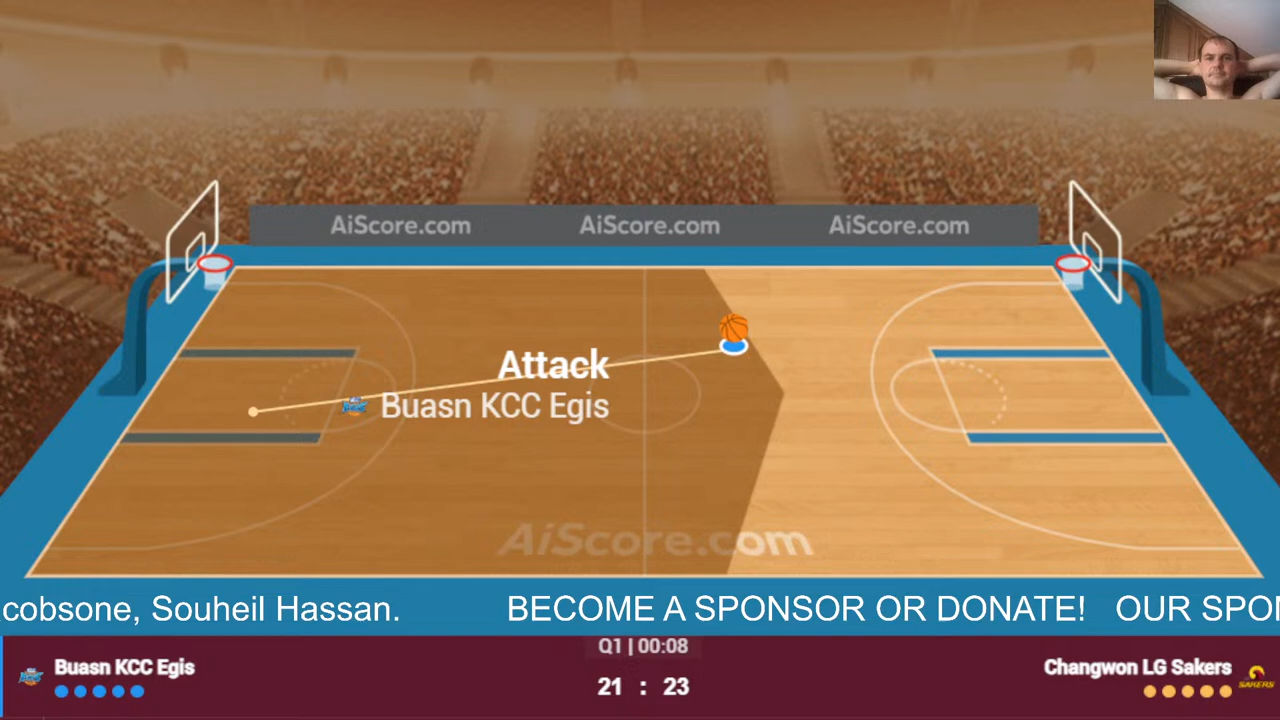 AiScore.com AiScore.com AiScore.com
Attack
Buasn KCC Egis
AiScore.com
cobsone, Souheil Hassan. BECOME A SPONSOR OR DONATE! OUR SPO
Q1 | 00:08
Buasn KCC Egis
21 : 23
Changwon LG Sakers
SAKERS